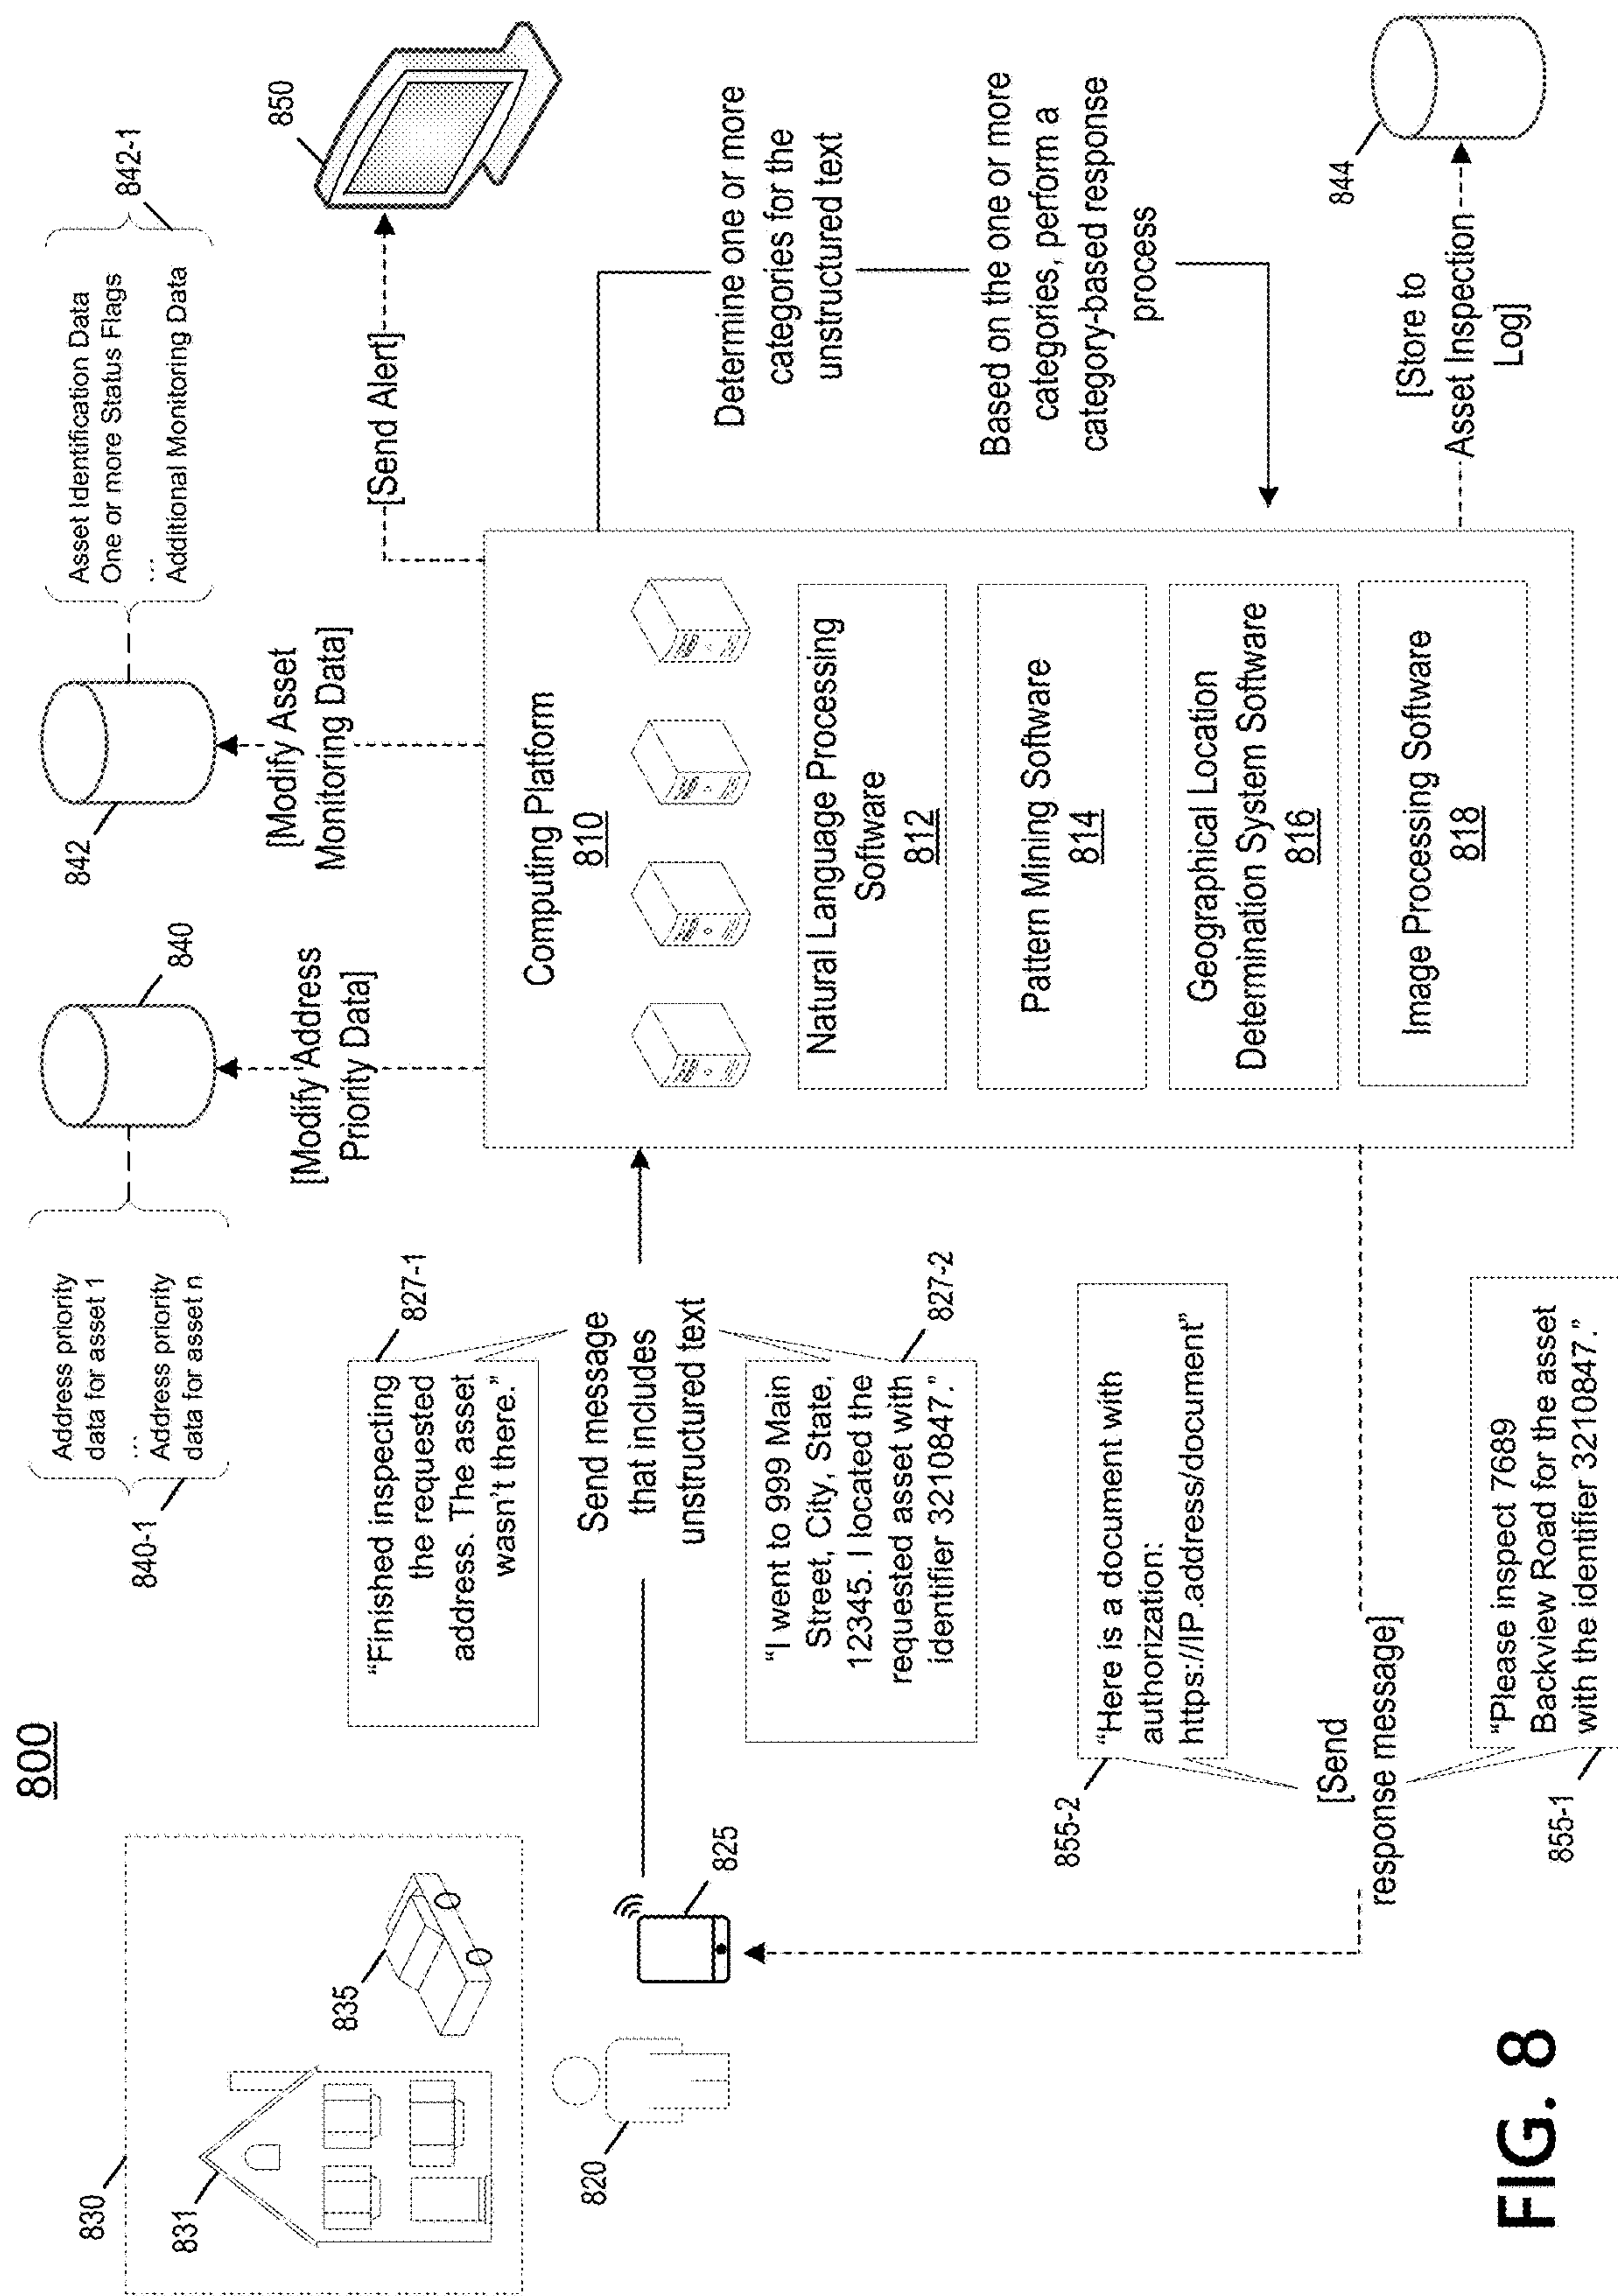 800
830
831
835
820
825
840-1
Address priority
data for asset 1
...
Address priority
data for asset n
840
842
Asset Identification Data
One or more Status Flags
...
Additional Monitoring Data
842-1
[Modify Address
Priority Data]
[Modify Asset
Monitoring Data]
[Send Alert]
850
827-1
“Finished inspecting
the requested
address. The asset
wasn’t there.”
Send message
that includes
unstructured text
827-2
“I went to 999 Main
Street, City, State,
12345. I located the
requested asset with
identifier 3210847.”
Computing Platform
810
Natural Language Processing
Software
812
Pattern Mining Software
814
Geographical Location
Determination System Software
816
Image Processing Software
818
Determine one or more
categories for the
unstructured text
Based on the one or more
categories, perform a
category-based response
process
855-2
“Here is a document with
authorization:
https://IP.address/document”
[Send
response message]
855-1
“Please inspect 7689
Backview Road for the asset
with the identifier 3210847.”
[Store to
Asset Inspection
Log]
844
FIG. 8